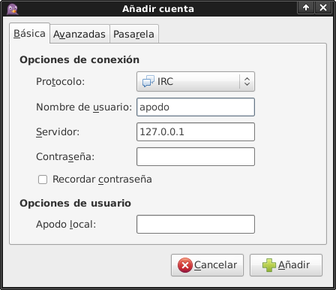 Añadir cuenta
Básica Avanzadas Pasarela
Opciones de conexión
Protocolo: IRC
Nombre de usuario: apodo
Servidor: 127.0.0.1
Contraseña:
Recordar contraseña
Opciones de usuario
Apodo local:
Cancelar Añadir